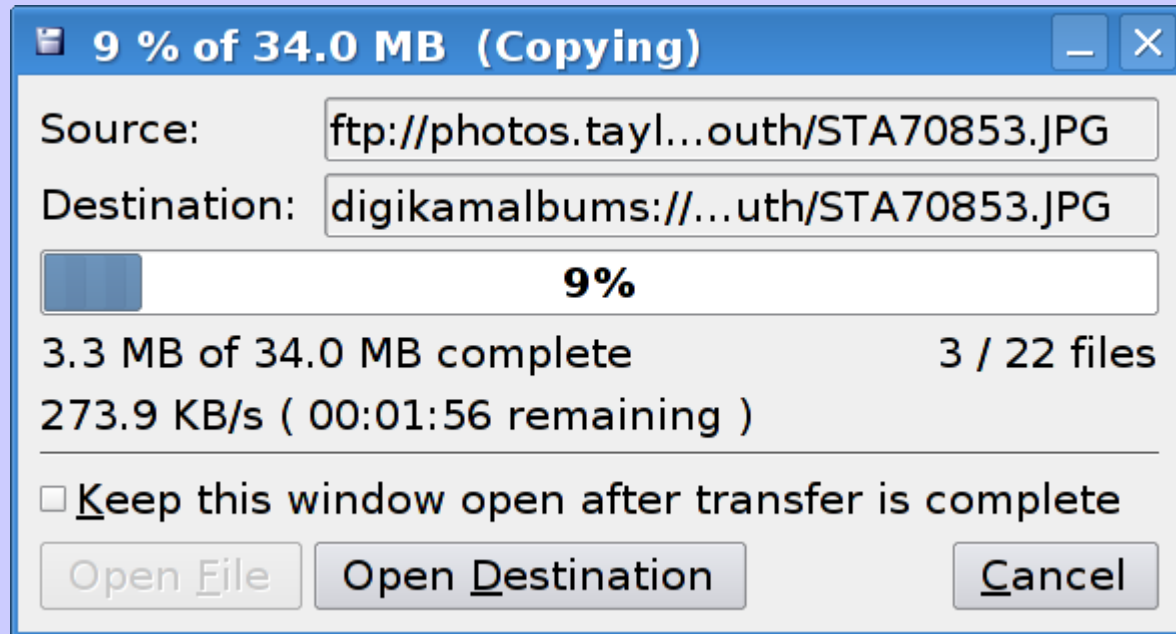 9 % of 34.0 MB (Copying)
Source: ftp://photos.tayl...outh/STA70853.JPG
Destination: digikamalbums://...uth/STA70853.JPG
9%
3.3 MB of 34.0 MB complete 3 / 22 files
273.9 KB/s ( 00:01:56 remaining )
Keep this window open after transfer is complete
Open File Open Destination Cancel